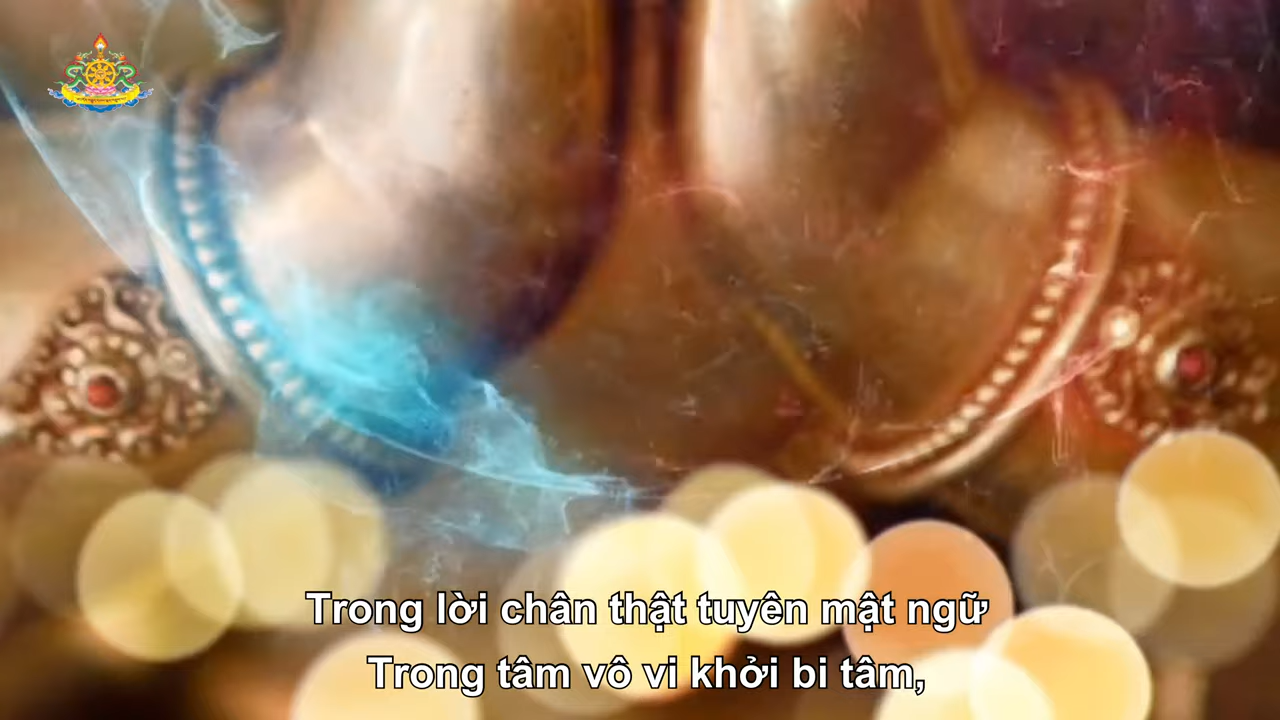 Trong lời chân thật tuyên mật ngữ
Trong tâm vô vi khởi bi tâm,